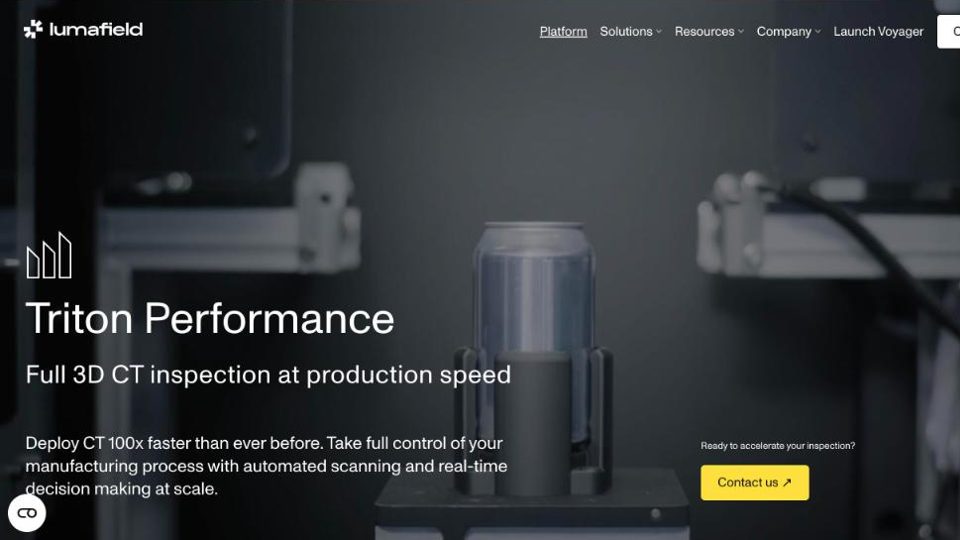 lumafield
Platform Solutions Resources Company Launch Voyager
Triton Performance
Full 3D CT inspection at production speed
Deploy CT 100x faster than ever before. Take full control of your
manufacturing process with automated scanning and real-time
decision making at scale.
Ready to accelerate your inspection?
Contact us ↗